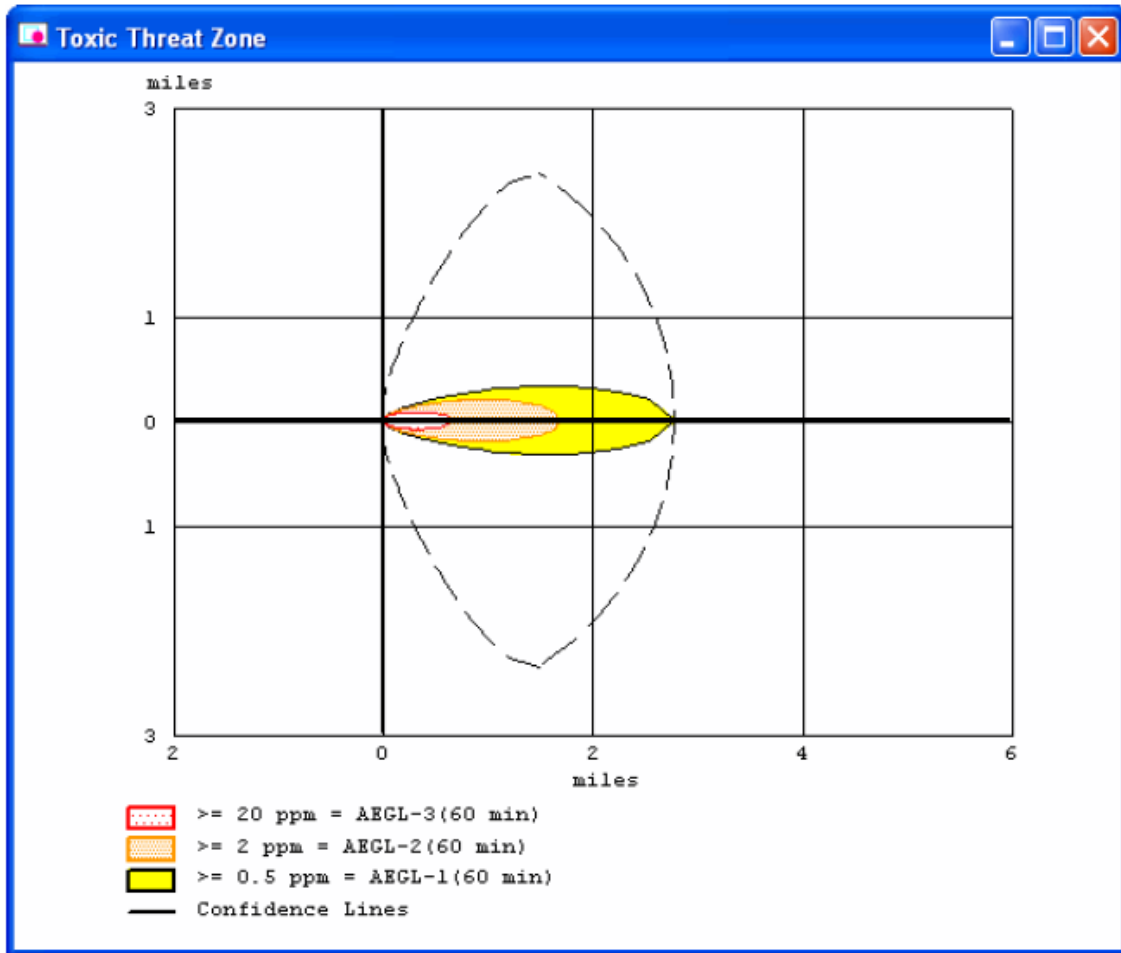 Toxic Threat Zone
miles
3
1
0
1
3
2 0 2 4 6
miles
>= 20 ppm = AEGL-3(60 min)
>= 2 ppm = AEGL-2(60 min)
>= 0.5 ppm = AEGL-1(60 min)
Confidence Lines